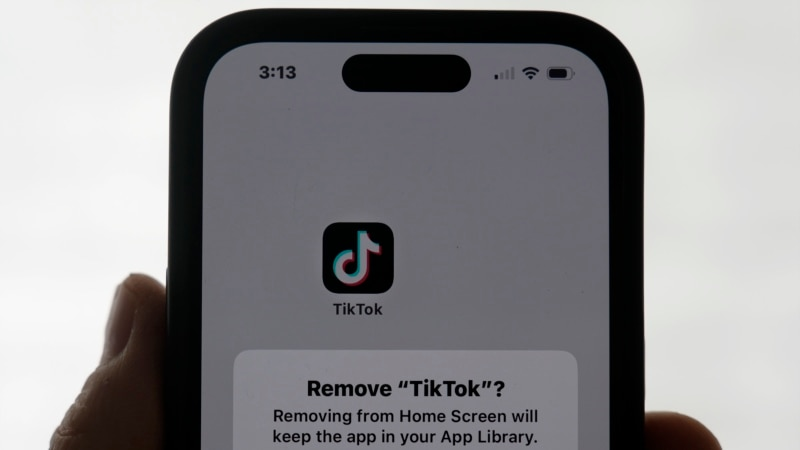 3:13
TikTok
Remove “TikTok”?
Removing from Home Screen will
keep the app in your App Library.